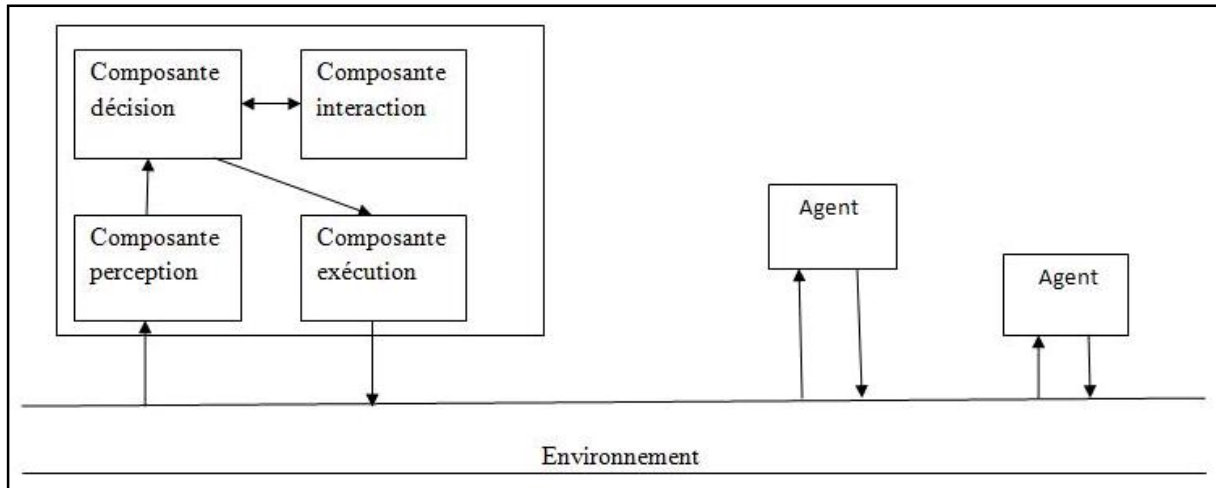 Composante
décision
Composante
interaction
Composante
perception
Composante
exécution
Agent
Agent
Environnement